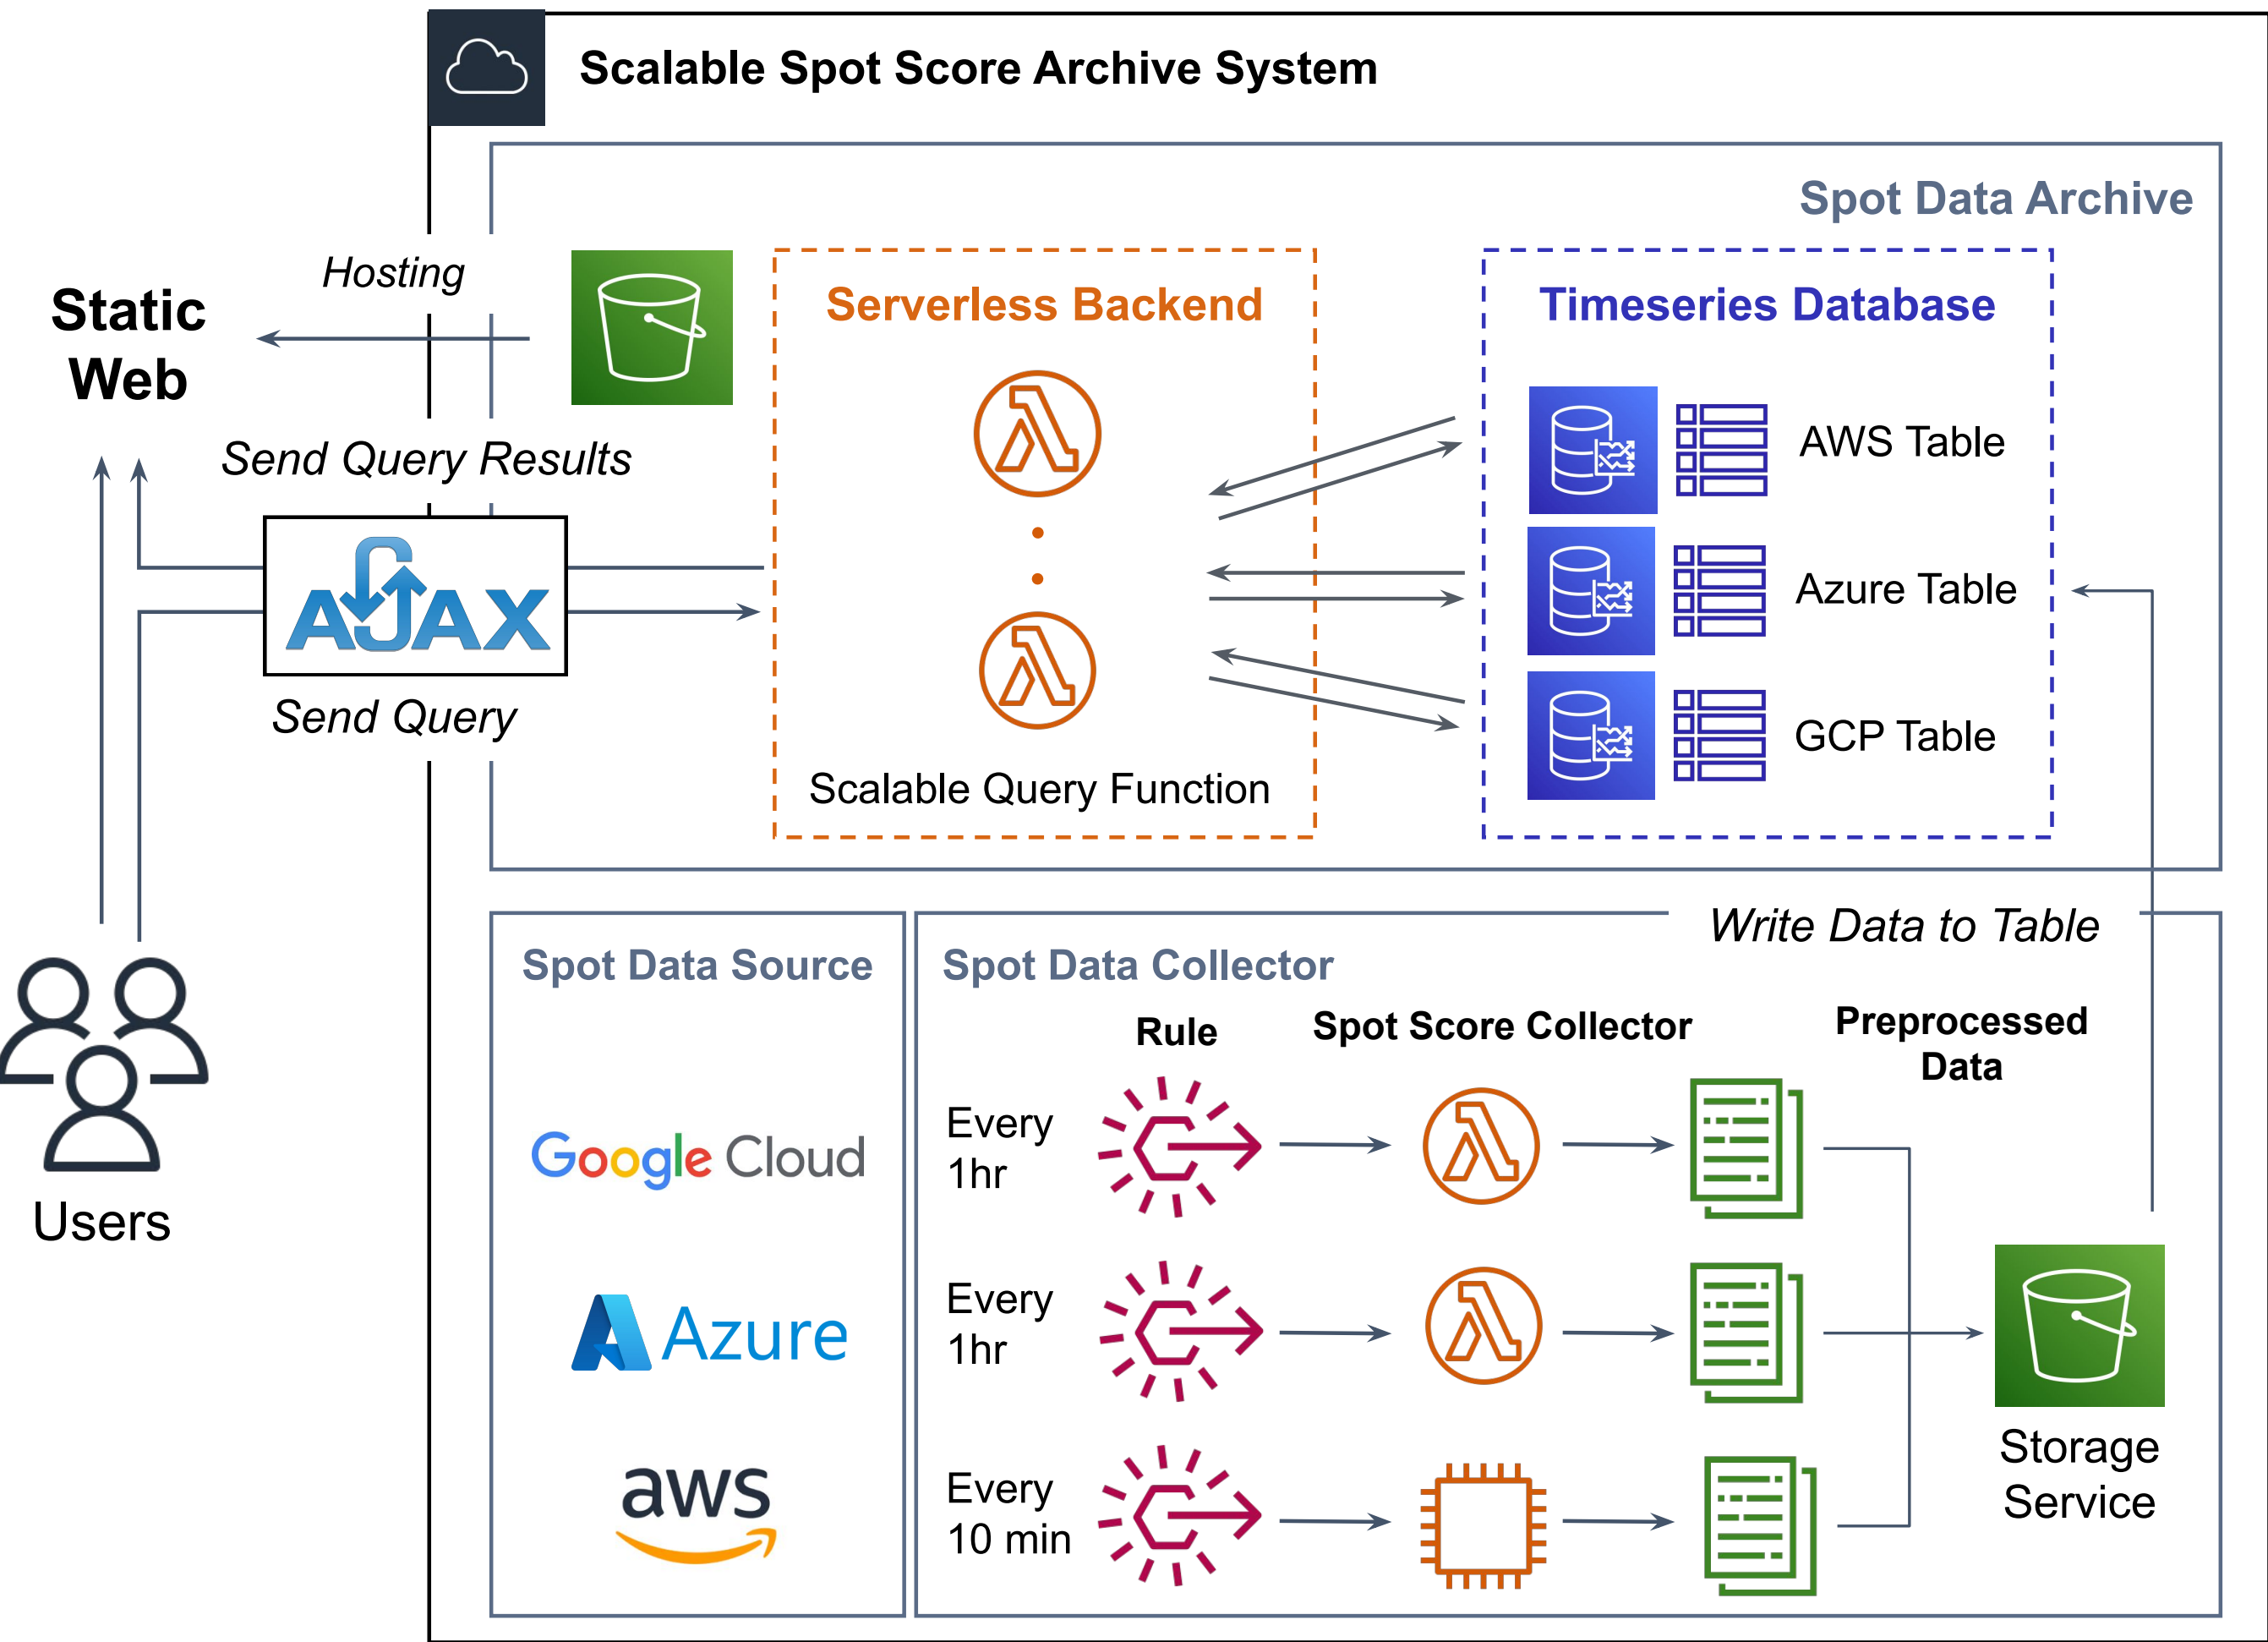 Scalable Spot Score Archive System
Spot Data Archive
Hosting
Static
Web
Serverless Backend
Timeseries Database
Send Query Results
AWS Table
AJAX
Azure Table
Send Query
GCP Table
Scalable Query Function
Write Data to Table
Spot Data Source
Spot Data Collector
Rule
Spot Score Collector
Preprocessed
Data
Google Cloud
Every
1hr
Users
Azure
Every
1hr
aws
Every
10 min
Storage
Service